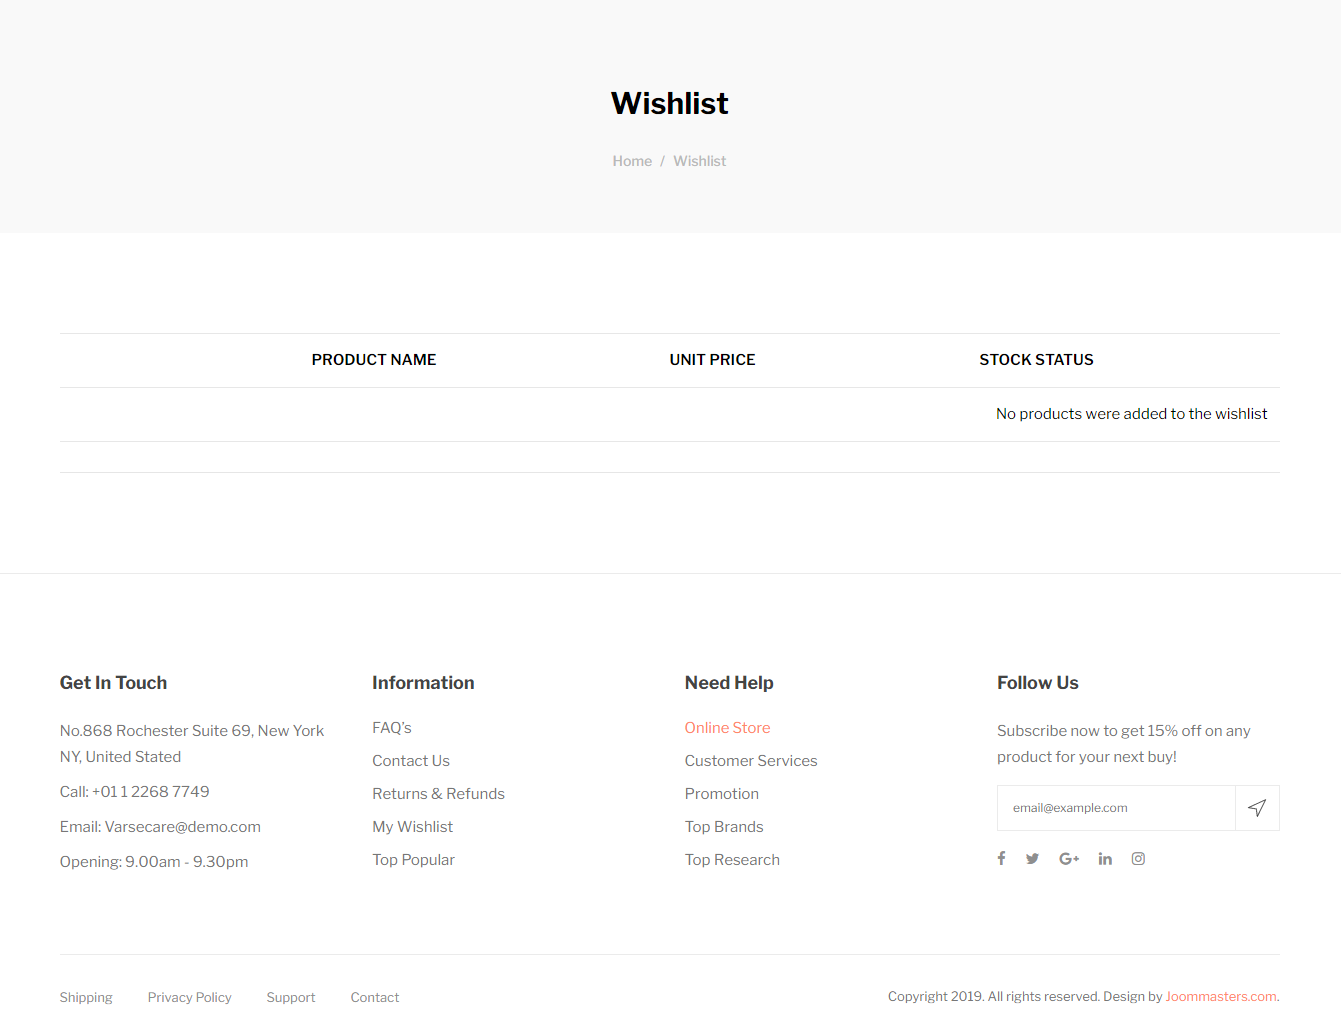 Wishlist
Home / Wishlist
PRODUCT NAME UNIT PRICE STOCK STATUS
No products were added to the wishlist
Get In Touch
No.868 Rochester Suite 69, New York
NY, United Stated
Call: +01 1 2268 7749
Email: Varsecare@demo.com
Opening: 9.00am - 9.30pm
Information
FAQ's
Contact Us
Returns & Refunds
My Wishlist
Top Popular
Need Help
Online Store
Customer Services
Promotion
Top Brands
Top Research
Follow Us
Subscribe now to get 15% off on any
product for your next buy!
email@example.com
Shipping Privacy Policy Support Contact
Copyright 2019. All rights reserved. Design by Joommasters.com.